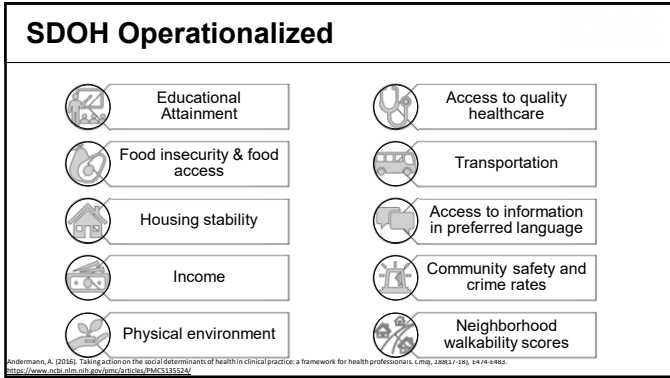 SDOH Operationalized
Educational
Attainment
Food insecurity & food
access
Housing stability
Income
Physical environment
Access to quality
healthcare
Transportation
Access to information
in preferred language
Community safety and
crime rates
Neighborhood
walkability scores
Andermann, A. (2016). Taking action on the social determinants of health in clinical practice: a framework for health professionals. Cmaj, 188(17-18), E474-E483.
https://www.ncbi.nlm.nih.gov/pmc/articles/PMC5135524/